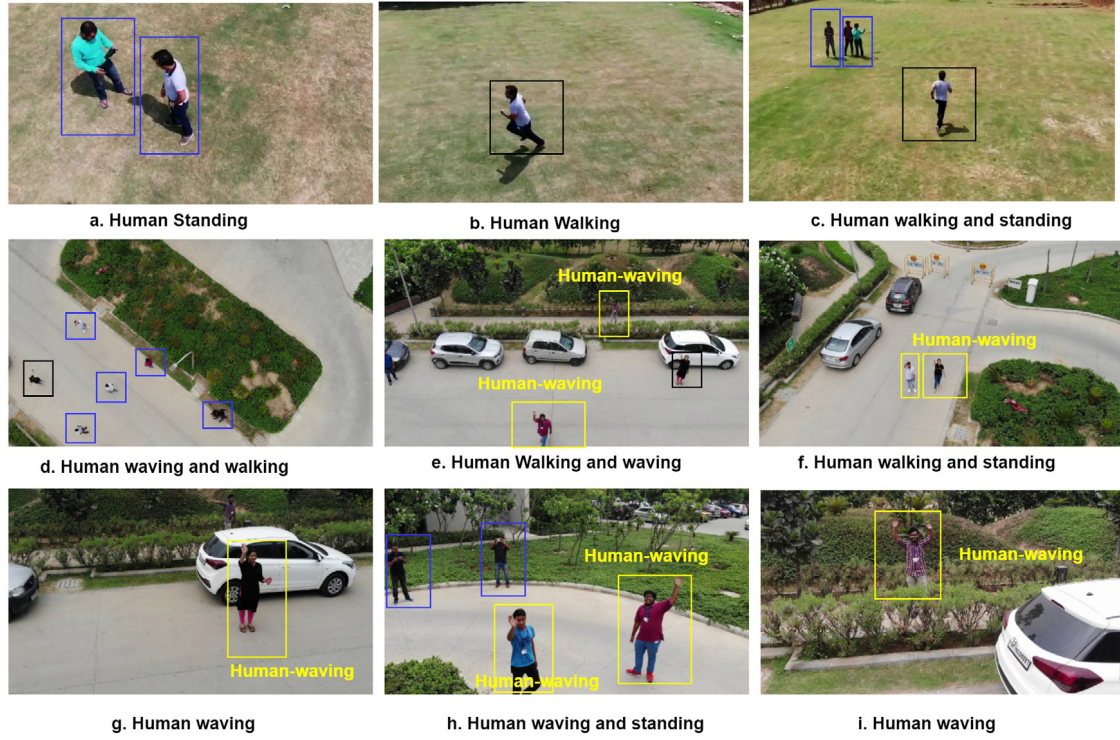 a. Human Standing
b. Human Walking
c. Human walking and standing
Human-waving
Human-waving
Human-waving
d. Human waving and walking
e. Human Walking and waving
f. Human walking and standing
Human-waving
Human-waving
Human-waving
Human-waving
g. Human waving
h. Human waving and standing
i. Human waving